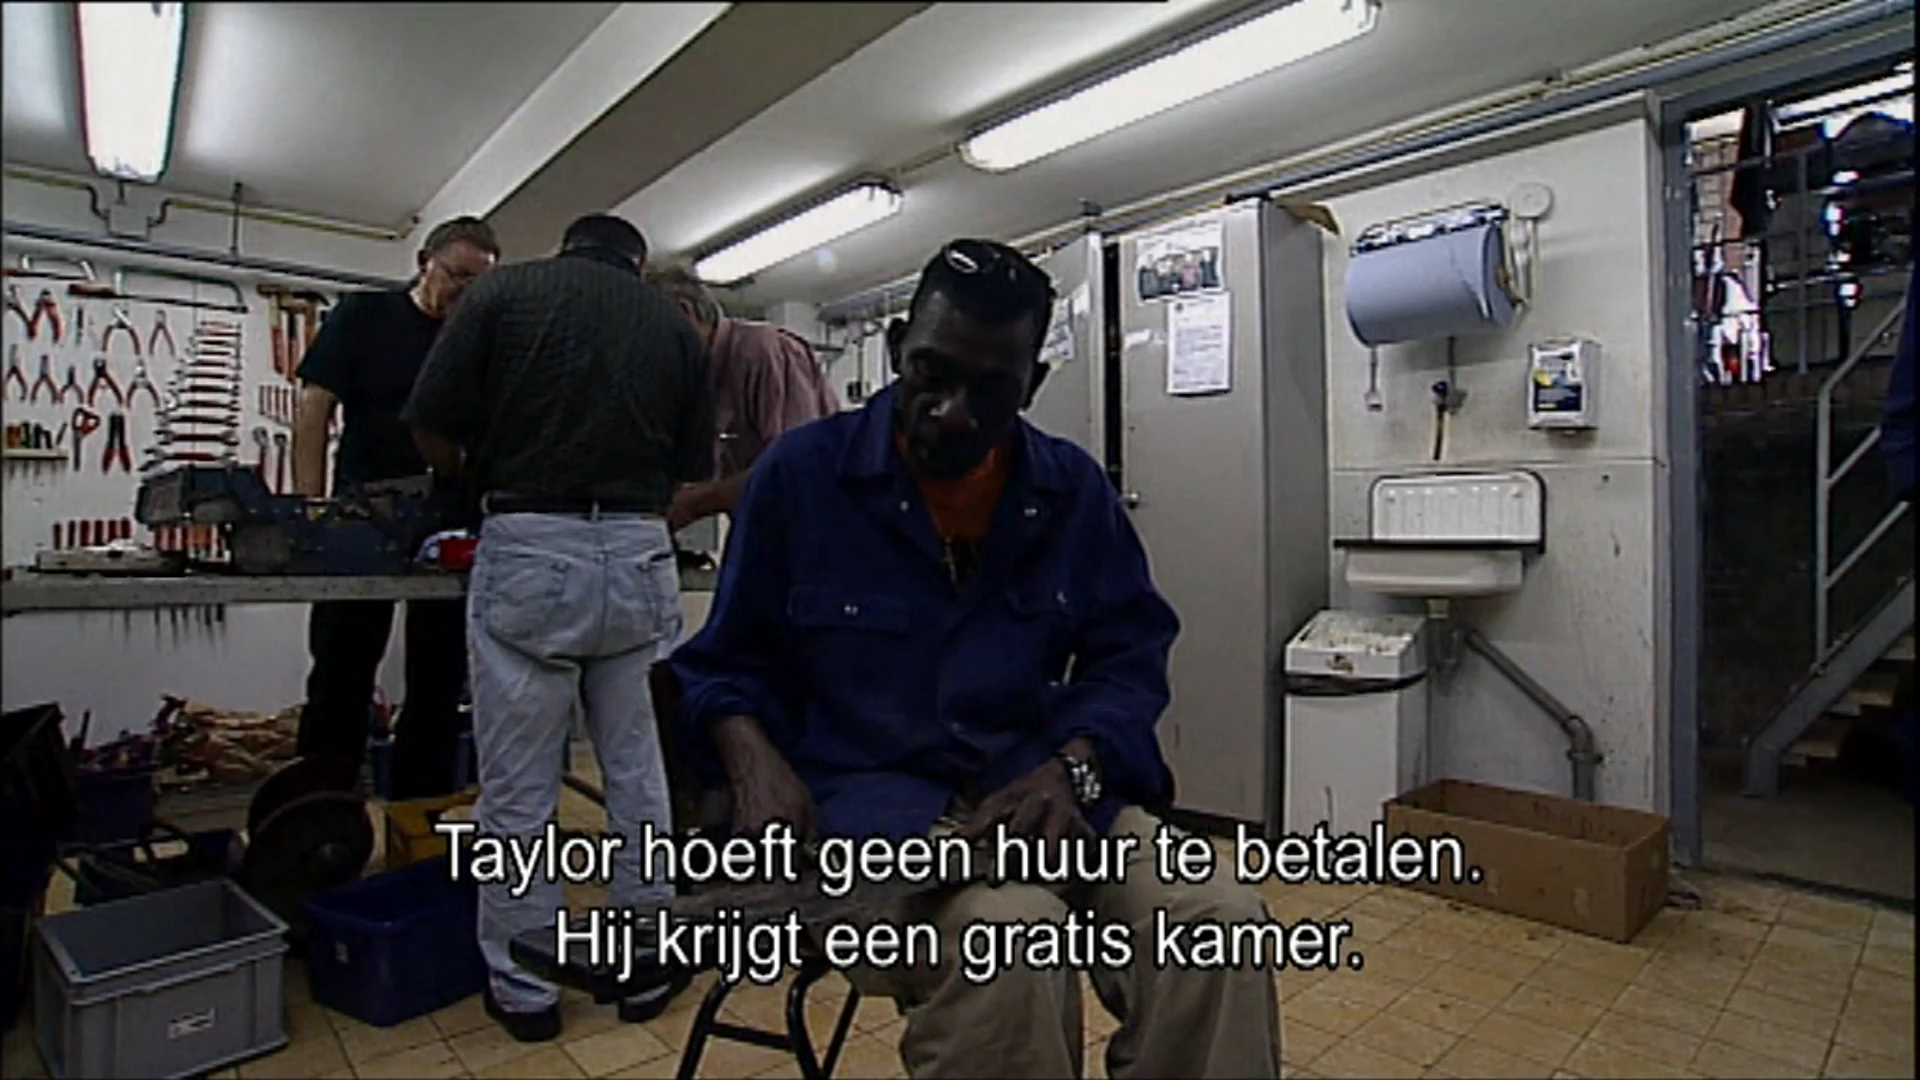 Taylor hoeft geen huur te betalen.
Hij krijgt een gratis kamer.